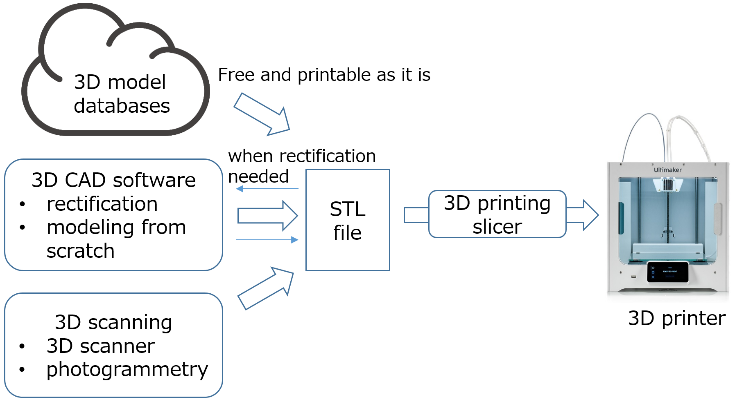 3D model
databases
Free and printable as it is
when rectification
needed
3D CAD software
• rectification
• modeling from
scratch
STL
file
3D printing
slicer
Ultimaker
3D printer
3D scanning
• 3D scanner
• photogrammetry